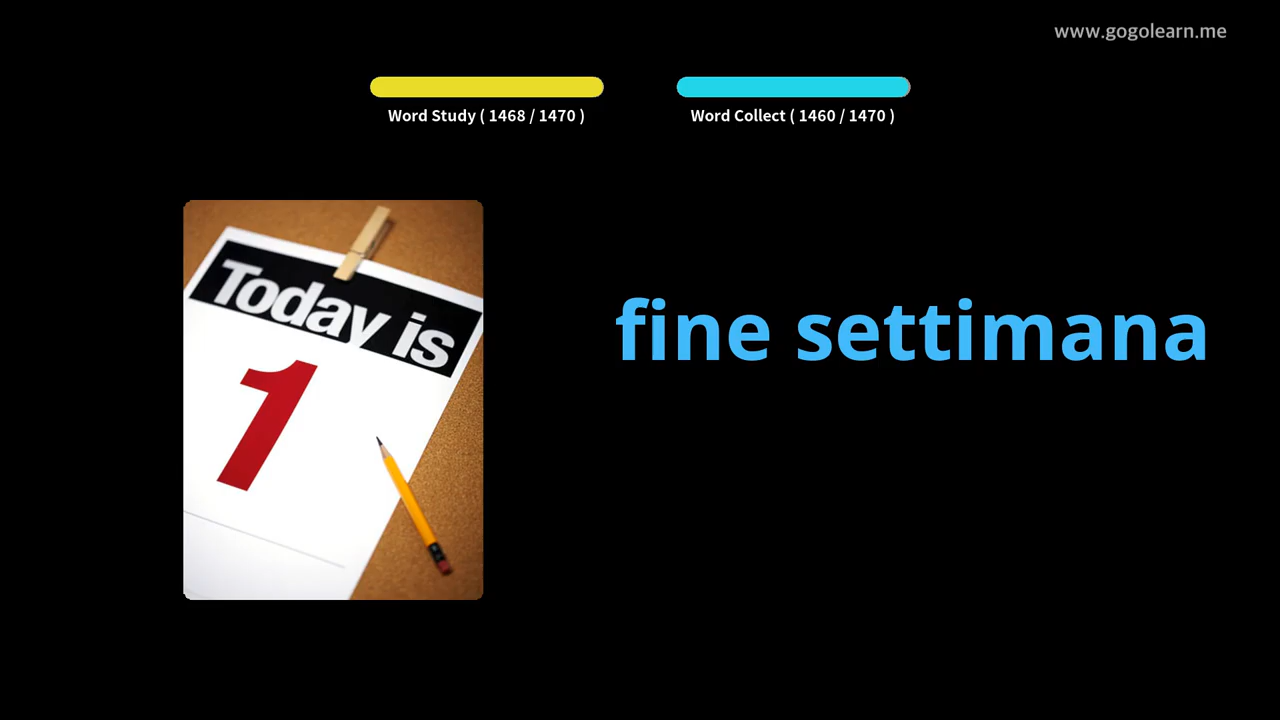 www.gogolearn.me
Word Study ( 1468 / 1470 )
Word Collect ( 1460 / 1470 )
Today is
1
fine settimana